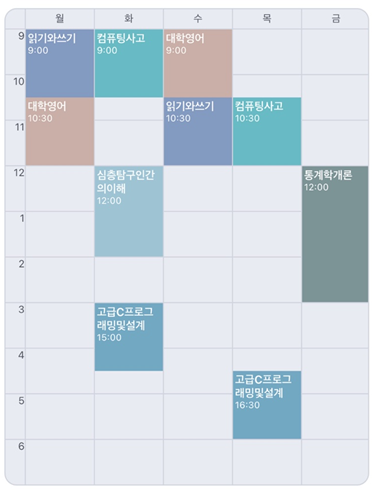 월 화 수 목 금
9
읽기와쓰기 컴퓨팅사고 대학영어
9:00 9:00 9:00
10
대학영어 읽기와쓰기 컴퓨팅사고
10:30 10:30 10:30
11
12
심층탐구인간 통계학개론
의이해 12:00
12:00
1
2
3
고급C프로그
래밍및설계
15:00
4
고급C프로그
래밍및설계
5
16:30
6